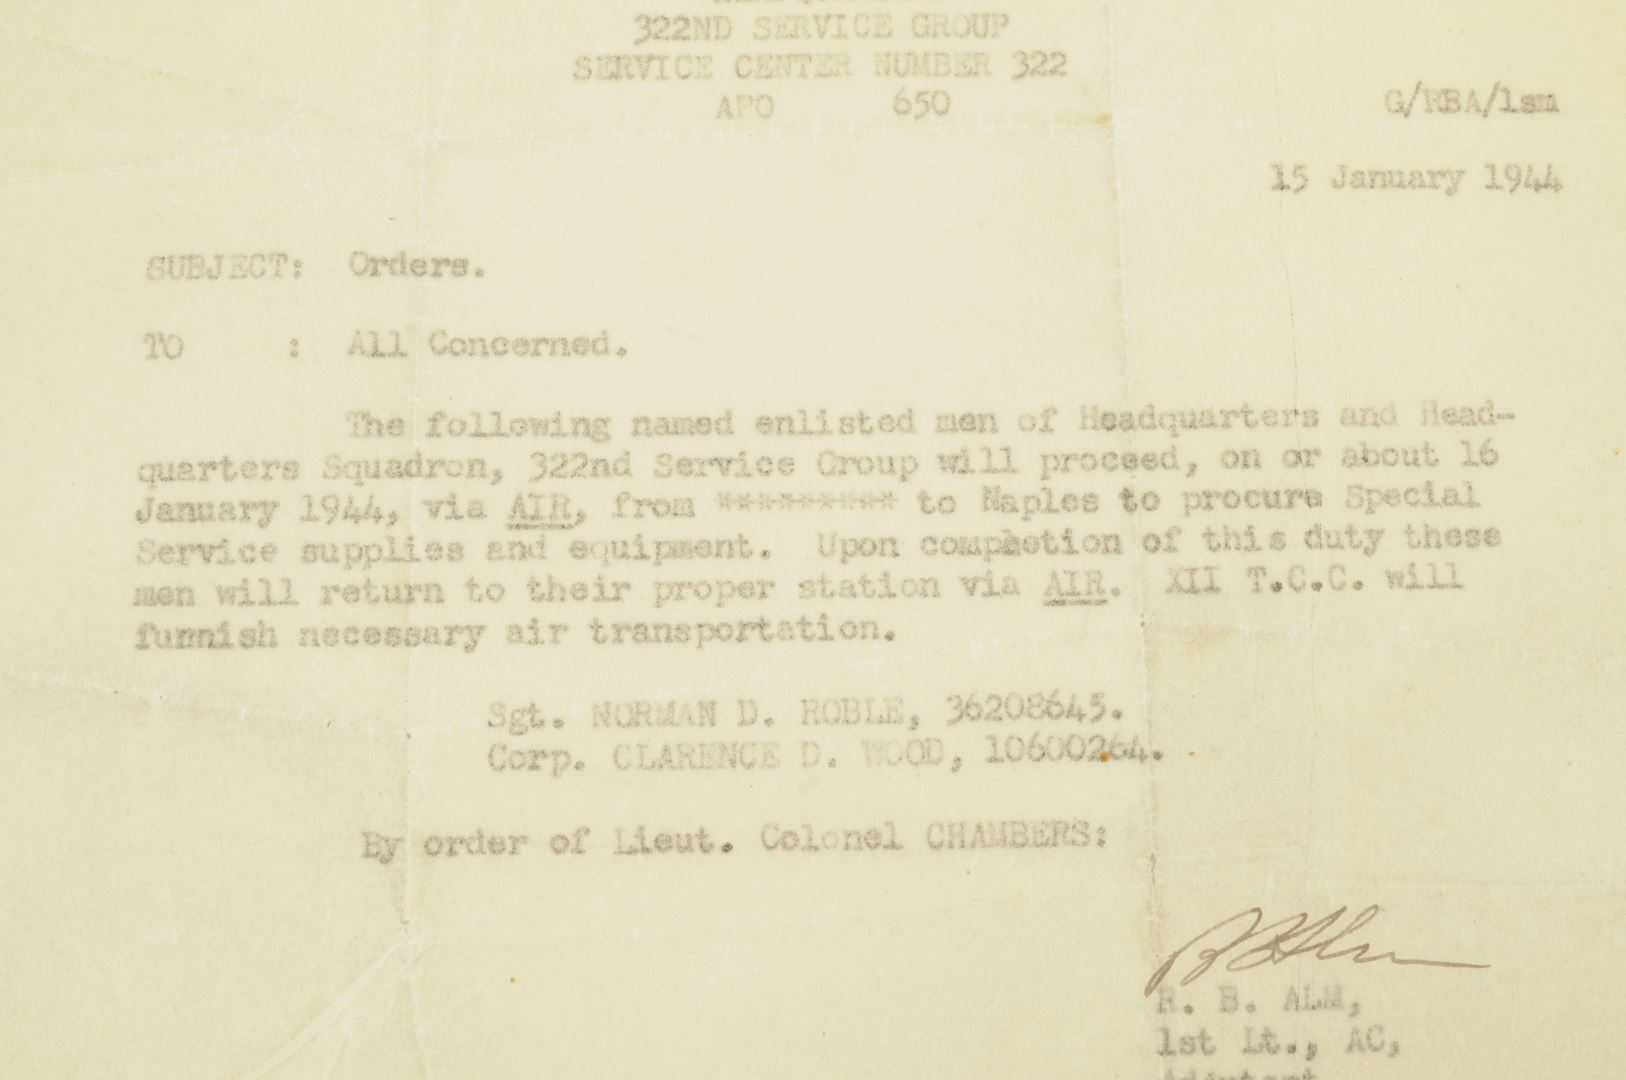 322ND SERVICE GROUP
SERVICE CENTER NUMBER 322
APO 650
G/RBA/lsm
15 January 1944
SUBJECT: Orders.
TO : All Concerned.
The following named enlisted men of Headquarters and Head-
quarters Squadron, 322nd Service Group will proceed, on or about 16
January 1944, via AIR, from ********* to Naples to procure Special
Service supplies and equipment. Upon completion of this duty these
men will return to their proper station via AIR. XII T.C.C. will
furnish necessary air transportation.
Sgt. NORMAN D. ROBLE, 36208645.
Corp. CLARENCE D. WOOD, 10600264.
By order of Lieut. Colonel CHAMBERS:
R. B. ALM,
1st Lt., AC,